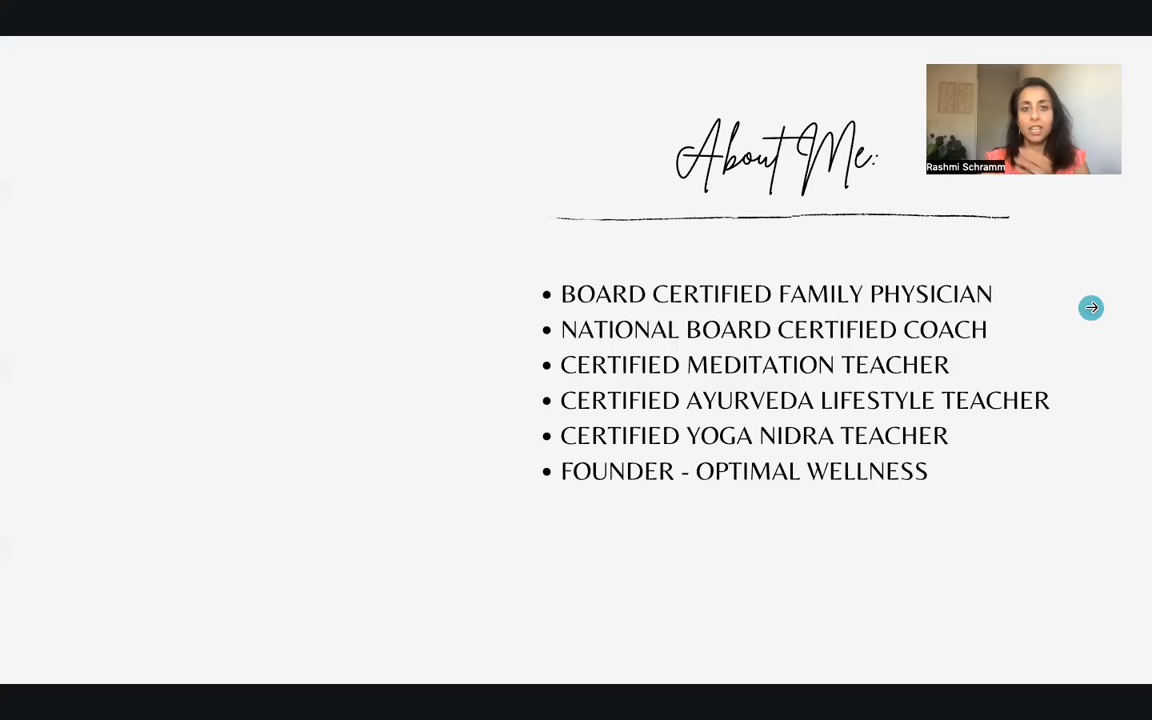 About Me:
Rashmi Schramm
• BOARD CERTIFIED FAMILY PHYSICIAN
• NATIONAL BOARD CERTIFIED COACH
• CERTIFIED MEDITATION TEACHER
• CERTIFIED AYURVEDA LIFESTYLE TEACHER
• CERTIFIED YOGA NIDRA TEACHER
• FOUNDER - OPTIMAL WELLNESS